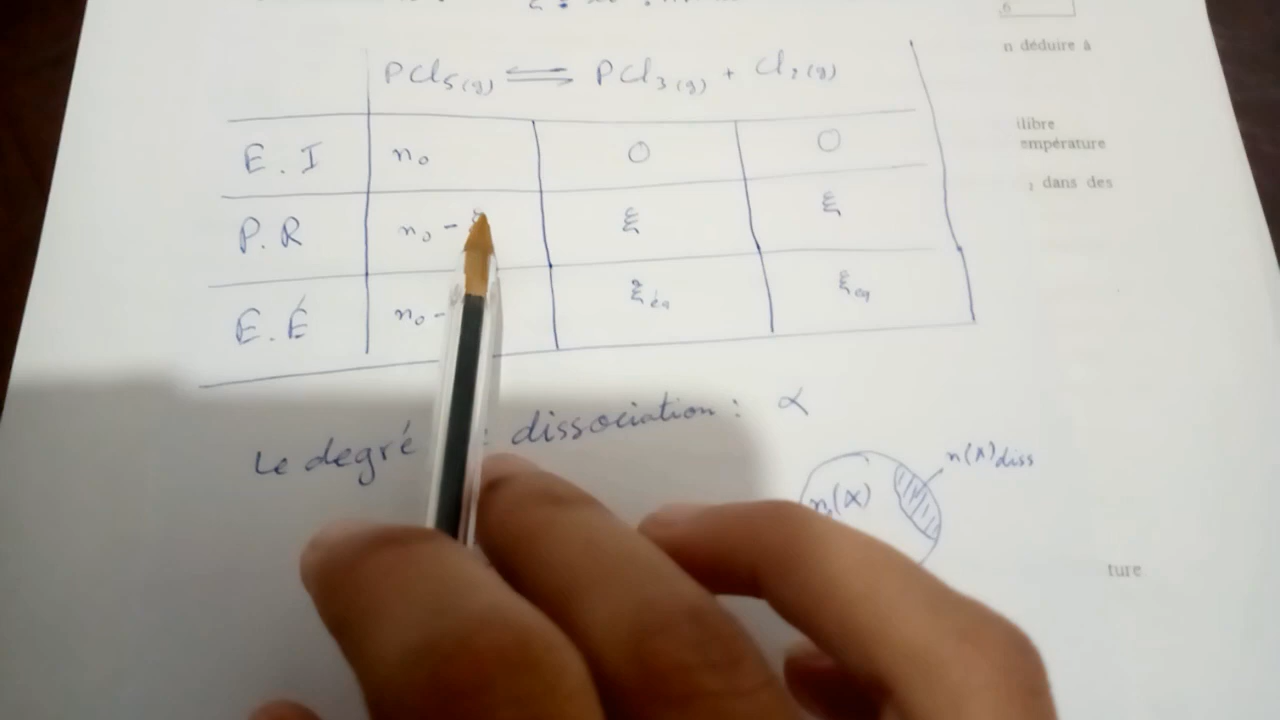 6
n déduire à
PCl5(g) ⇌ PCl3(g) + Cl2(g)
ilibre
empérature
E.I n0 0 0
, dans des
P.R n0 - ξ ξ ξ
E.É n0 - ξéq ξéq
Le degré dissociation : α
n(X)diss
n0(X)
ture